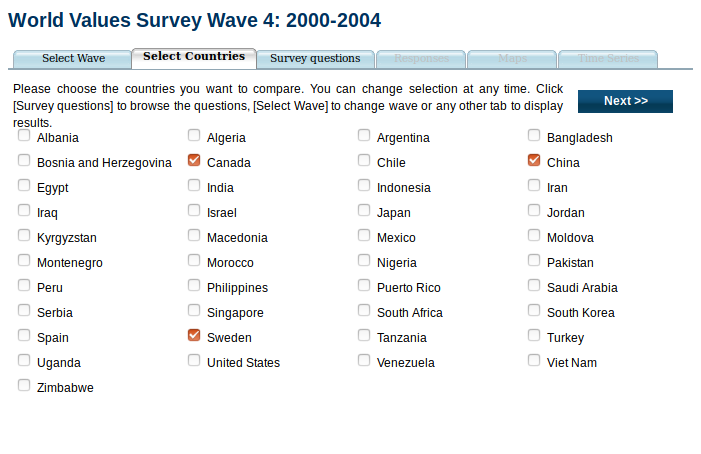 World Values Survey Wave 4: 2000-2004
Select Wave Select Countries Survey questions Responses Maps Time Series
Please choose the countries you want to compare. You can change selection at any time. Click
[Survey questions] to browse the questions, [Select Wave] to change wave or any other tab to display
results.
Next >>
Albania Algeria Argentina Bangladesh
Bosnia and Herzegovina Canada Chile China
Egypt India Indonesia Iran
Iraq Israel Japan Jordan
Kyrgyzstan Macedonia Mexico Moldova
Montenegro Morocco Nigeria Pakistan
Peru Philippines Puerto Rico Saudi Arabia
Serbia Singapore South Africa South Korea
Spain Sweden Tanzania Turkey
Uganda United States Venezuela Viet Nam
Zimbabwe